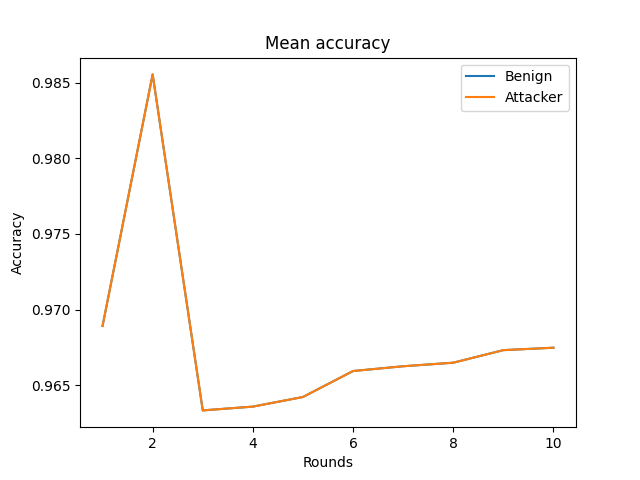 Mean accuracy
Benign
Attacker
Accuracy
0.985
0.980
0.975
0.970
0.965
2 4 6 8 10
Rounds